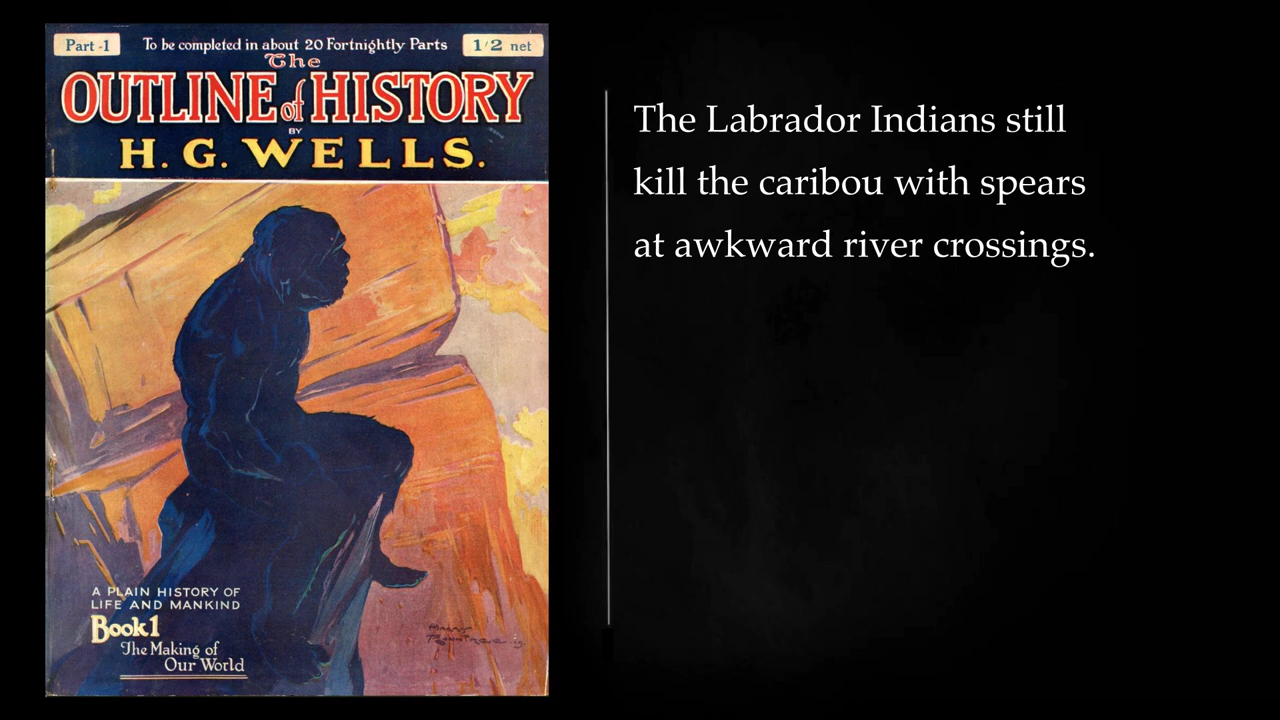 Part -1
To be completed in about 20 Fortnightly Parts
1/2 net
The
OUTLINE of HISTORY
BY
H. G. WELLS.
A PLAIN HISTORY OF
LIFE AND MANKIND
Book 1
The Making of
Our World
The Labrador Indians still
kill the caribou with spears
at awkward river crossings.